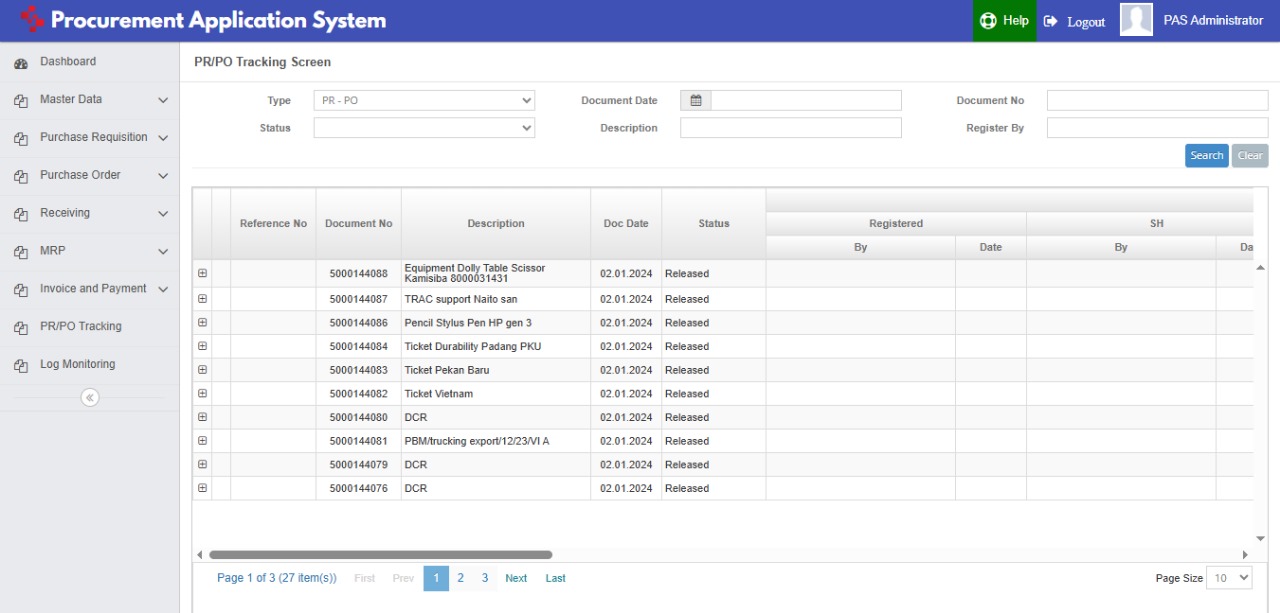 Procurement Application System
Help
Logout
PAS Administrator
Dashboard
Master Data
Purchase Requisition
Purchase Order
Receiving
MRP
Invoice and Payment
PR/PO Tracking
Log Monitoring
PR/PO Tracking Screen
Type PR - PO Document Date Document No
Status Description Register By
Search Clear
Reference No Document No Description Doc Date Status Registered SH
By Date By Da
5000144088 Equipment Dolly Table Scissor 02.01.2024 Released
Kamisiba 8000031431
5000144087 TRAC support Naito san 02.01.2024 Released
5000144086 Pencil Stylus Pen HP gen 3 02.01.2024 Released
5000144084 Ticket Durability Padang PKU 02.01.2024 Released
5000144083 Ticket Pekan Baru 02.01.2024 Released
5000144082 Ticket Vietnam 02.01.2024 Released
5000144080 DCR 02.01.2024 Released
5000144081 PBM/trucking export/12/23/VI A 02.01.2024 Released
5000144079 DCR 02.01.2024 Released
5000144076 DCR 02.01.2024 Released
Page 1 of 3 (27 item(s)) First Prev 1 2 3 Next Last Page Size 10